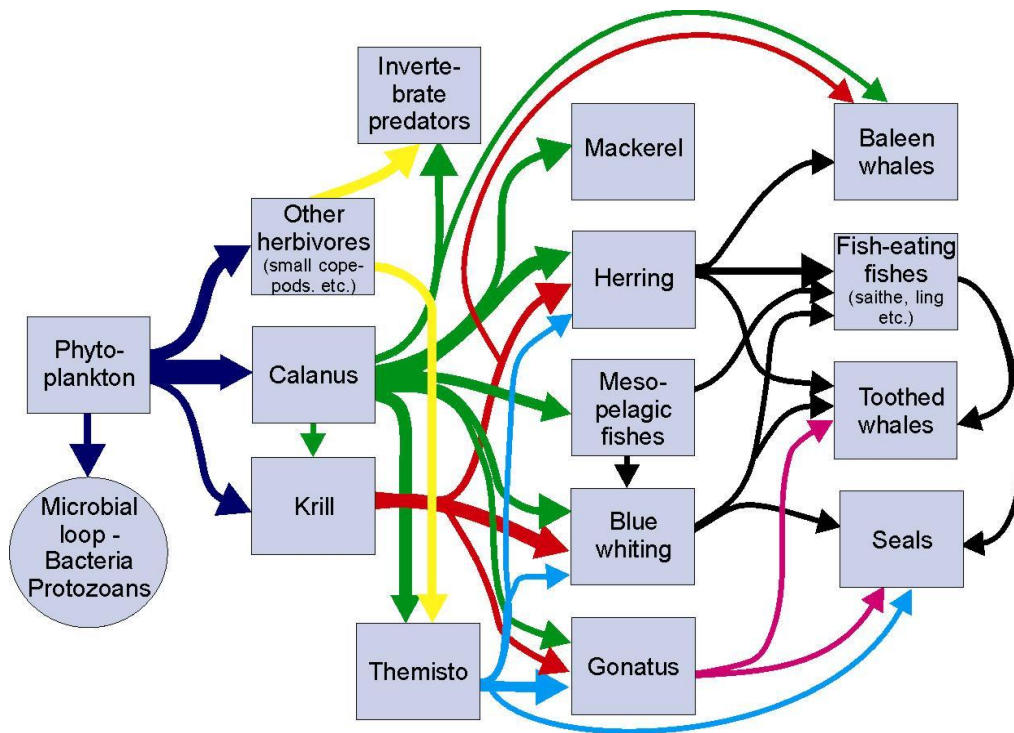 Inverte-
brate
predators
Mackerel
Baleen
whales
Other
herbivores
(small cope-
pods. etc.)
Herring
Fish-eating
fishes
(saithe, ling
etc.)
Phyto-
plankton
Calanus
Meso-
pelagic
fishes
Toothed
whales
Krill
Blue
whiting
Seals
Microbial
loop -
Bacteria
Protozoans
Themisto
Gonatus